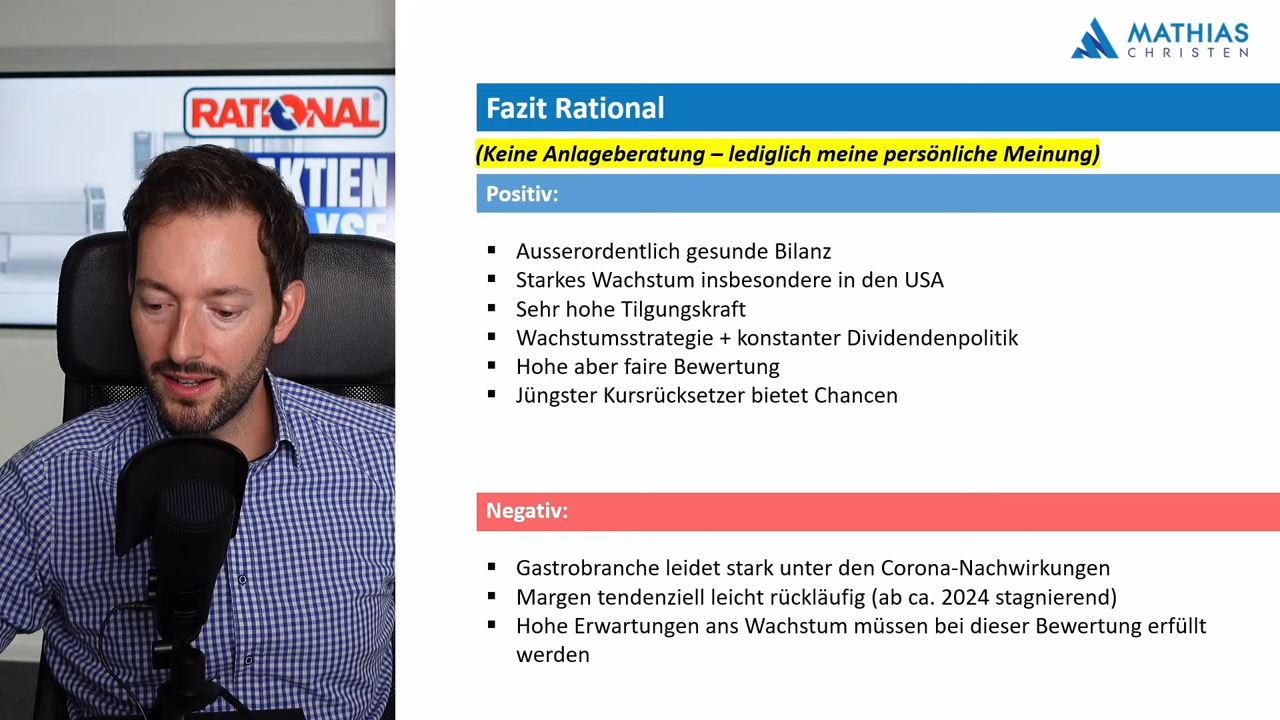 MATHIAS
CHRISTEN
RATIONAL
KTIEN
Fazit Rational
(Keine Anlageberatung – lediglich meine persönliche Meinung)
Positiv:
▪ Ausserordentlich gesunde Bilanz
▪ Starkes Wachstum insbesondere in den USA
▪ Sehr hohe Tilgungskraft
▪ Wachstumsstrategie + konstanter Dividendenpolitik
▪ Hohe aber faire Bewertung
▪ Jüngster Kursrücksetzer bietet Chancen
Negativ:
▪ Gastrobranche leidet stark unter den Corona-Nachwirkungen
▪ Margen tendenziell leicht rückläufig (ab ca. 2024 stagnierend)
▪ Hohe Erwartungen ans Wachstum müssen bei dieser Bewertung erfüllt
werden